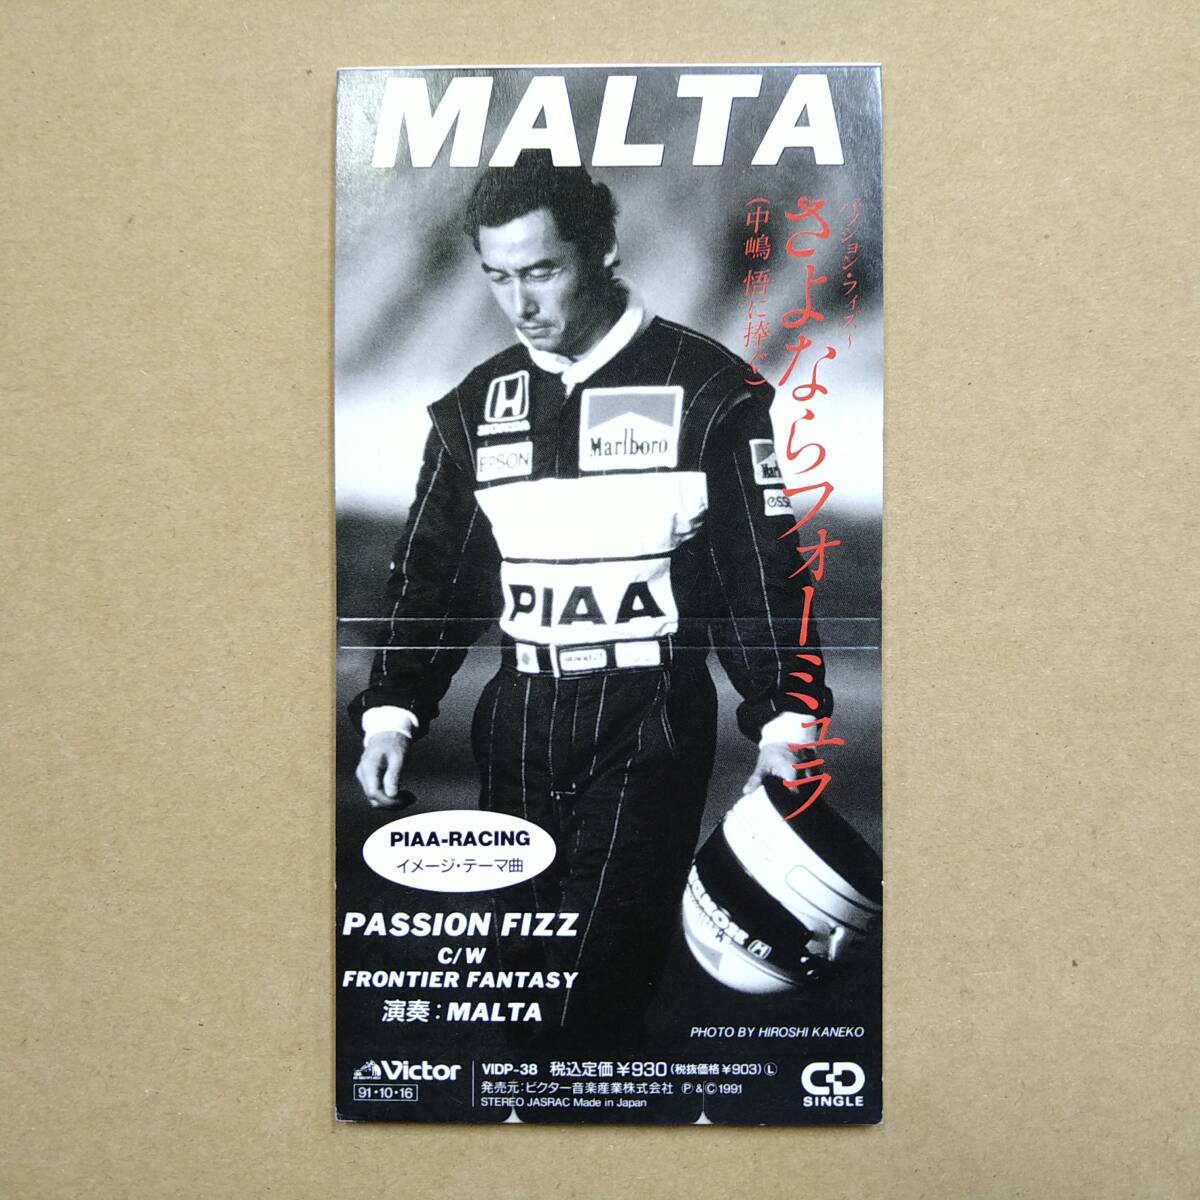 MALTA
パッション・フィズ〜
さよならフォーミュラ
(中嶋 悟に捧ぐ)
HONDA
EPSON
Marlboro
esso
PIAA
PIAA-RACING
イメージ・テーマ曲
PASSION FIZZ
C/W
FRONTIER FANTASY
演奏:MALTA
PHOTO BY HIROSHI KANEKO
Victor
91・10・16
VIDP-38 税込定価¥930(税抜価格¥903)Ⓛ
発売元:ビクター音楽産業株式会社 Ⓟ&Ⓒ1991
STEREO JASRAC Made in Japan
CD
SINGLE